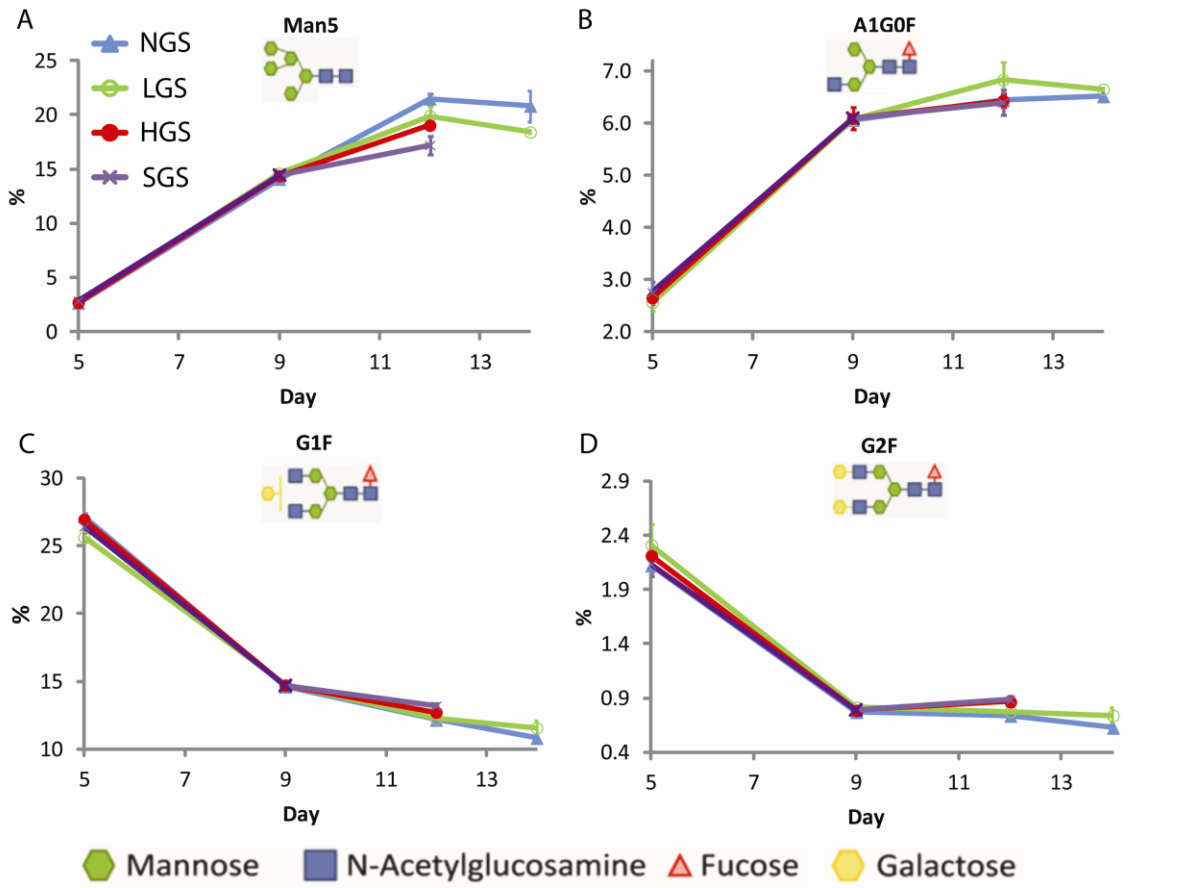 A
Man5
NGS
LGS
HGS
SGS
25
20
15
10
5
0
%
5 7 9 11 13
Day
B
A1G0F
7.0
6.0
5.0
4.0
3.0
2.0
%
5 7 9 11 13
Day
C
G1F
30
25
20
15
10
%
5 7 9 11 13
Day
D
G2F
2.9
2.4
1.9
1.4
0.9
0.4
%
5 7 9 11 13
Day
Mannose N-Acetylglucosamine Fucose Galactose